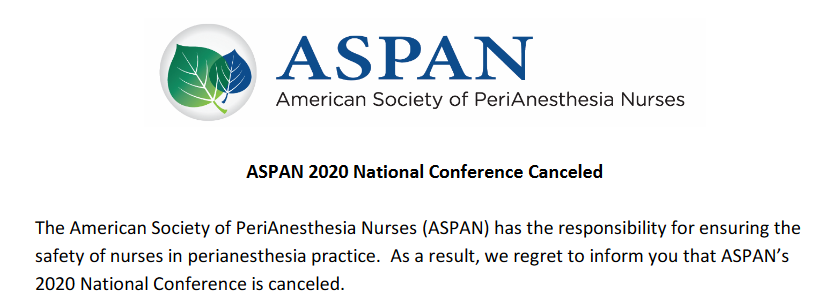 ASPAN
American Society of PeriAnesthesia Nurses
ASPAN 2020 National Conference Canceled
The American Society of PeriAnesthesia Nurses (ASPAN) has the responsibility for ensuring the
safety of nurses in perianesthesia practice.  As a result, we regret to inform you that ASPAN’s
2020 National Conference is canceled.